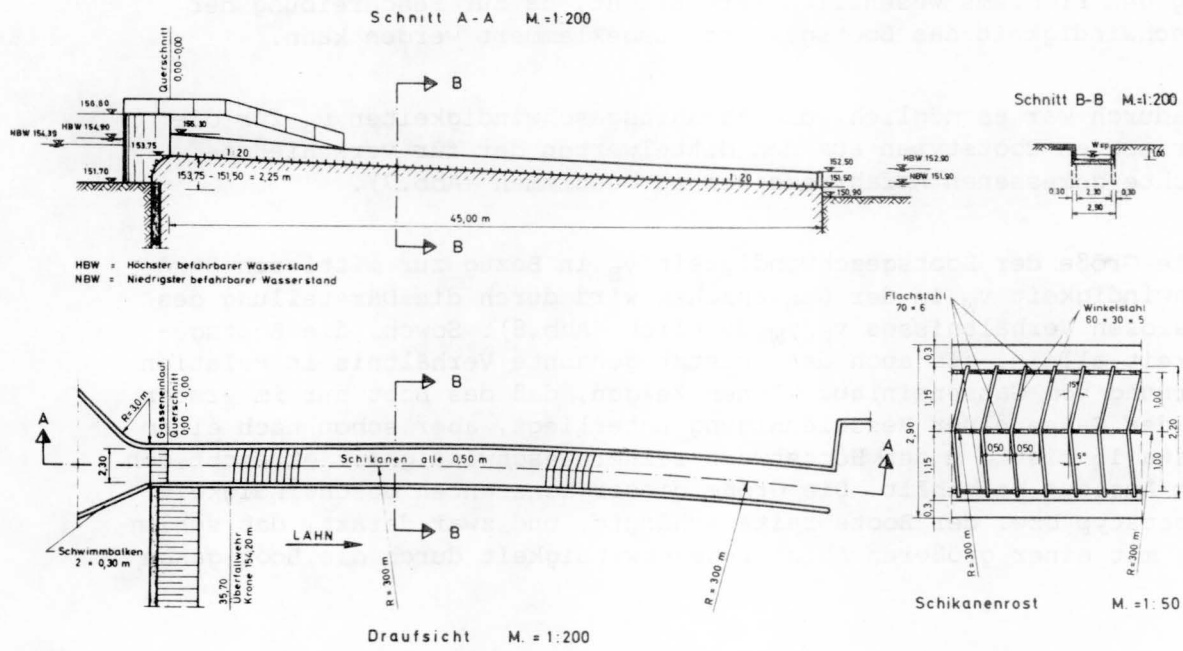 Schnitt A-A M. =1:200
Querschnitt
0,00 - 0,00
B
156.80
HBW 154,90
NBW 154,39
156.30
153.75
1:20
151.70
153,75 - 151,50 = 2,25 m
1:20
152.50
151.50
150.90
HBW 152.90
NBW 151.90
45,00 m
B
HBW = Höchster befahrbarer Wasserstand
NBW = Niedrigster befahrbarer Wasserstand
Schnitt B-B M.=1:200
1,00
0,30 2,30 0,30
2.90
Flachstahl
70 × 6
Winkelstahl
60 × 30 × 5
0,3
1,15
2,90
1,15
0,3
15°
0,50 0,50
5°
1,00
2,20
1,00
R = 300 m
R = 300 m
Schikanenrost M. =1: 50
A
R= 3,0 m
Gassenenlauf
Querschnitt
0,00 - 0,00
B
2,30
Schikanen alle 0,50 m
A
B
Schwimmbalken
2 = 0,30 m
LAHN
35,70
Überfallwehr
Krone 154,20 m
R = 300 m
R = 300 m
Draufsicht M. = 1:200